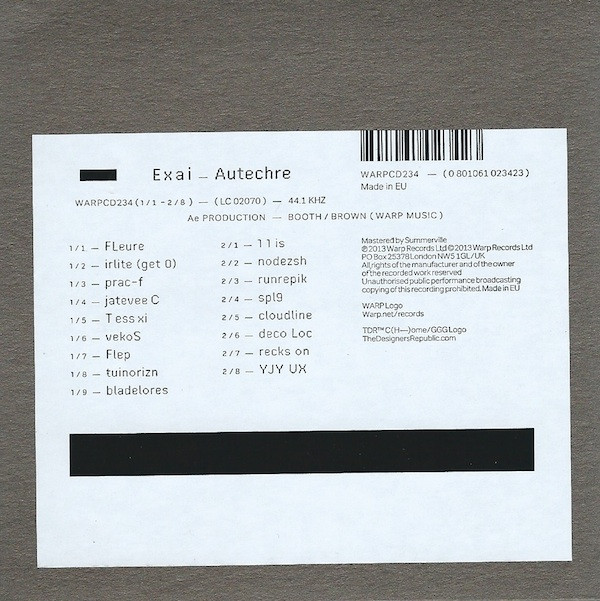 Exai — Autechre
WARPCD234 — (0 801061 023423)
Made in EU
WARPCD234 (1/1 - 2/8) — (LC 02070) — 44.1 KHZ
Ae PRODUCTION — BOOTH / BROWN (WARP MUSIC)
1/1 — FLeure
1/2 — irlite (get 0)
1/3 — prac-f
1/4 — jatevee C
1/5 — T ess xi
1/6 — vekoS
1/7 — Flep
1/8 — tuinorizn
1/9 — bladelores
2/1 — 1 1 is
2/2 — nodezsh
2/3 — runrepik
2/4 — spl9
2/5 — cloudline
2/6 — deco Loc
2/7 — recks on
2/8 — YJY UX
Mastered by Summerville
℗2013 Warp Records Ltd ©2013 Warp Records Ltd
PO Box 25378 London NW5 1GL / UK
All rights of the manufacturer and of the owner
of the recorded work reserved
Unauthorised public performance broadcasting
copying of this recording prohibited. Made in EU
WARP Logo
Warp.net/records
TDR™ C(H—)ome/GGG Logo
TheDesignersRepublic.com